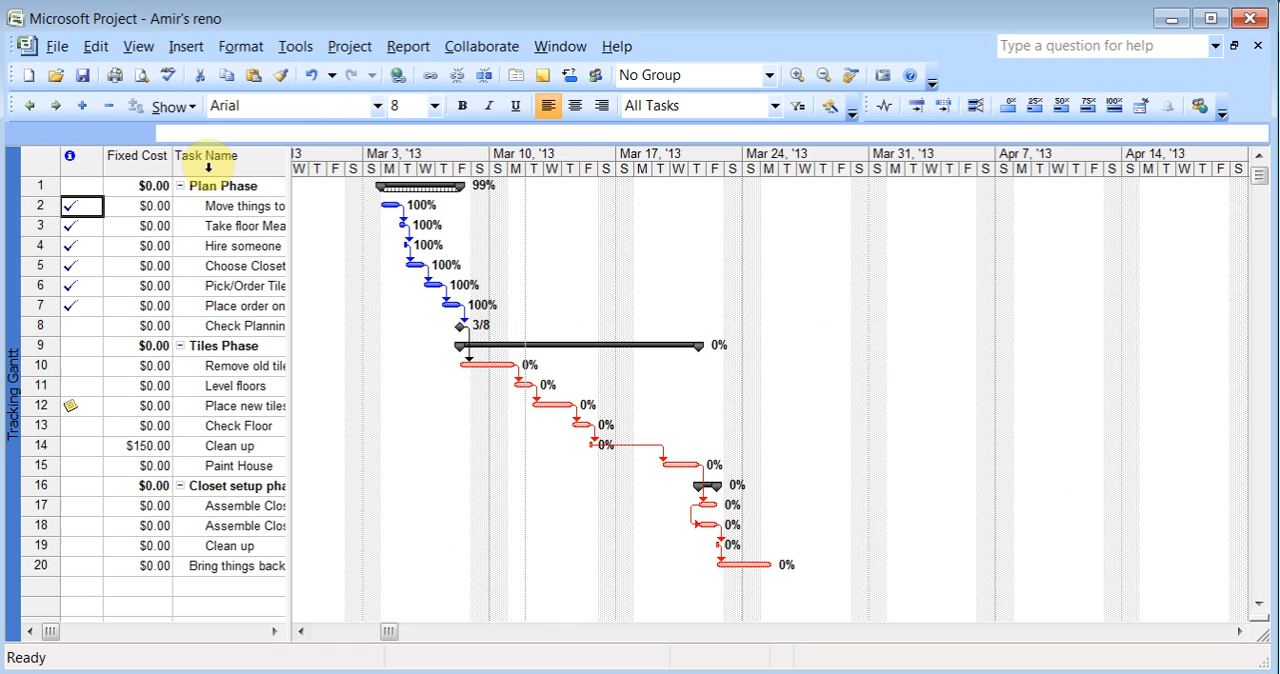 Microsoft Project - Amir's reno
File Edit View Insert Format Tools Project Report Collaborate Window Help
Type a question for help
No Group
Show Arial 8 B I U All Tasks 0% 25% 50% 75% 100%
Fixed Cost Task Name
'13 Mar 3, '13 Mar 10, '13 Mar 17, '13 Mar 24, '13 Mar 31, '13 Apr 7, '13 Apr 14, '13
W T F S S M T W T F S S M T W T F S S M T W T F S S M T W T F S S M T W T F S S M T W T F S S M T W T F S
1 $0.00 Plan Phase 99%
2 $0.00 Move things to 100%
3 $0.00 Take floor Mea 100%
4 $0.00 Hire someone 100%
5 $0.00 Choose Closet 100%
6 $0.00 Pick/Order Tile 100%
7 $0.00 Place order on 100%
8 $0.00 Check Plannin 3/8
9 $0.00 Tiles Phase 0%
10 $0.00 Remove old tile 0%
11 $0.00 Level floors 0%
12 $0.00 Place new tiles 0%
13 $0.00 Check Floor 0%
14 $150.00 Clean up 0%
15 $0.00 Paint House 0%
16 $0.00 Closet setup pha 0%
17 $0.00 Assemble Clos 0%
18 $0.00 Assemble Clos 0%
19 $0.00 Clean up 0%
20 $0.00 Bring things back 0%
Tracking Gantt
Ready